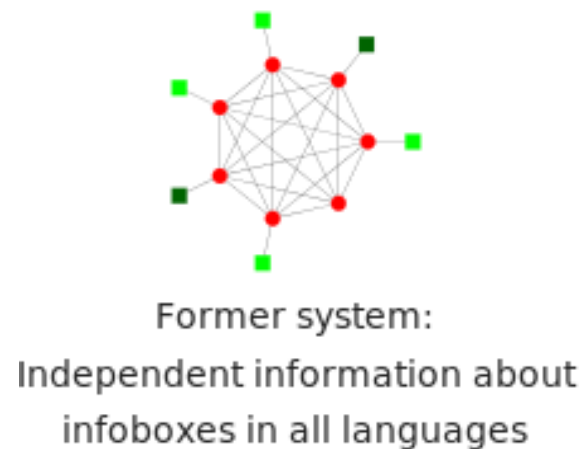 Former system:
Independent information about
infoboxes in all languages